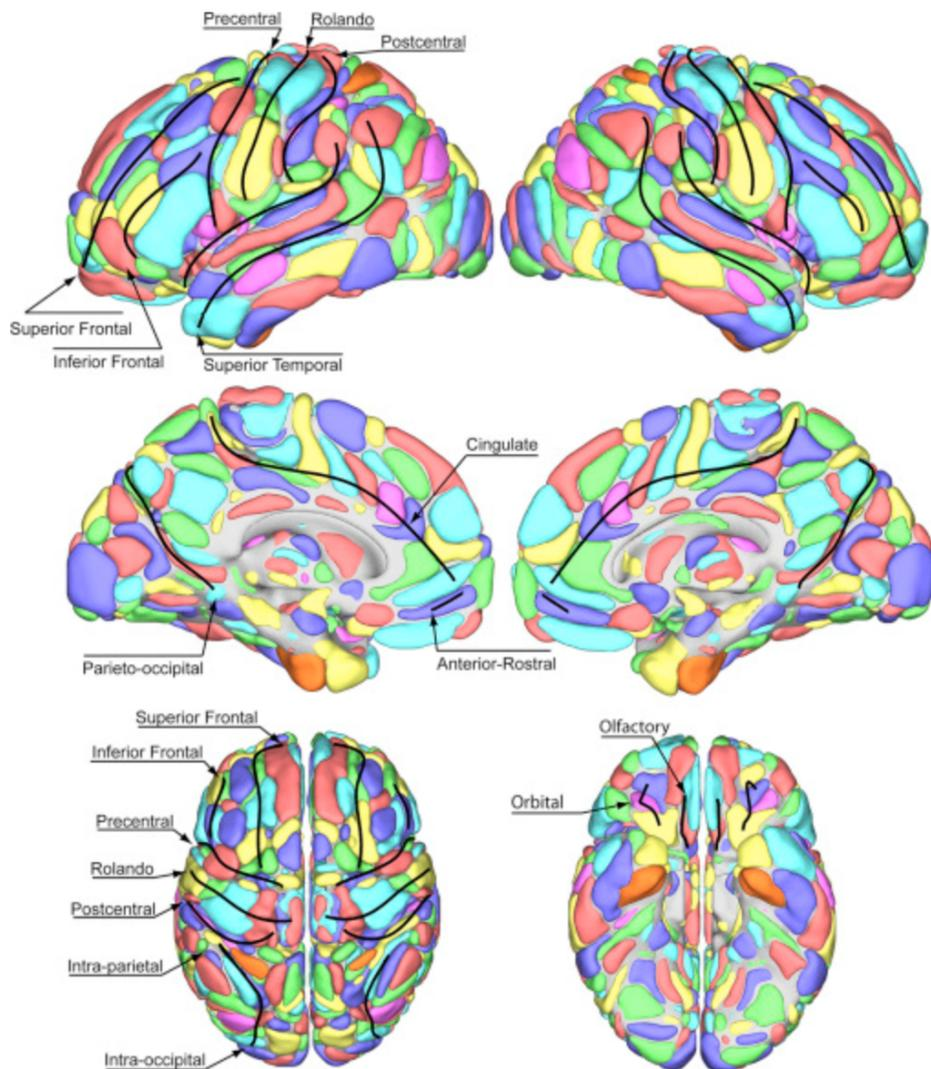 Precentral
Rolando
Postcentral
Superior Frontal
Inferior Frontal
Superior Temporal
Cingulate
Parieto-occipital
Anterior-Rostral
Superior Frontal
Inferior Frontal
Precentral
Rolando
Postcentral
Intra-parietal
Intra-occipital
Olfactory
Orbital